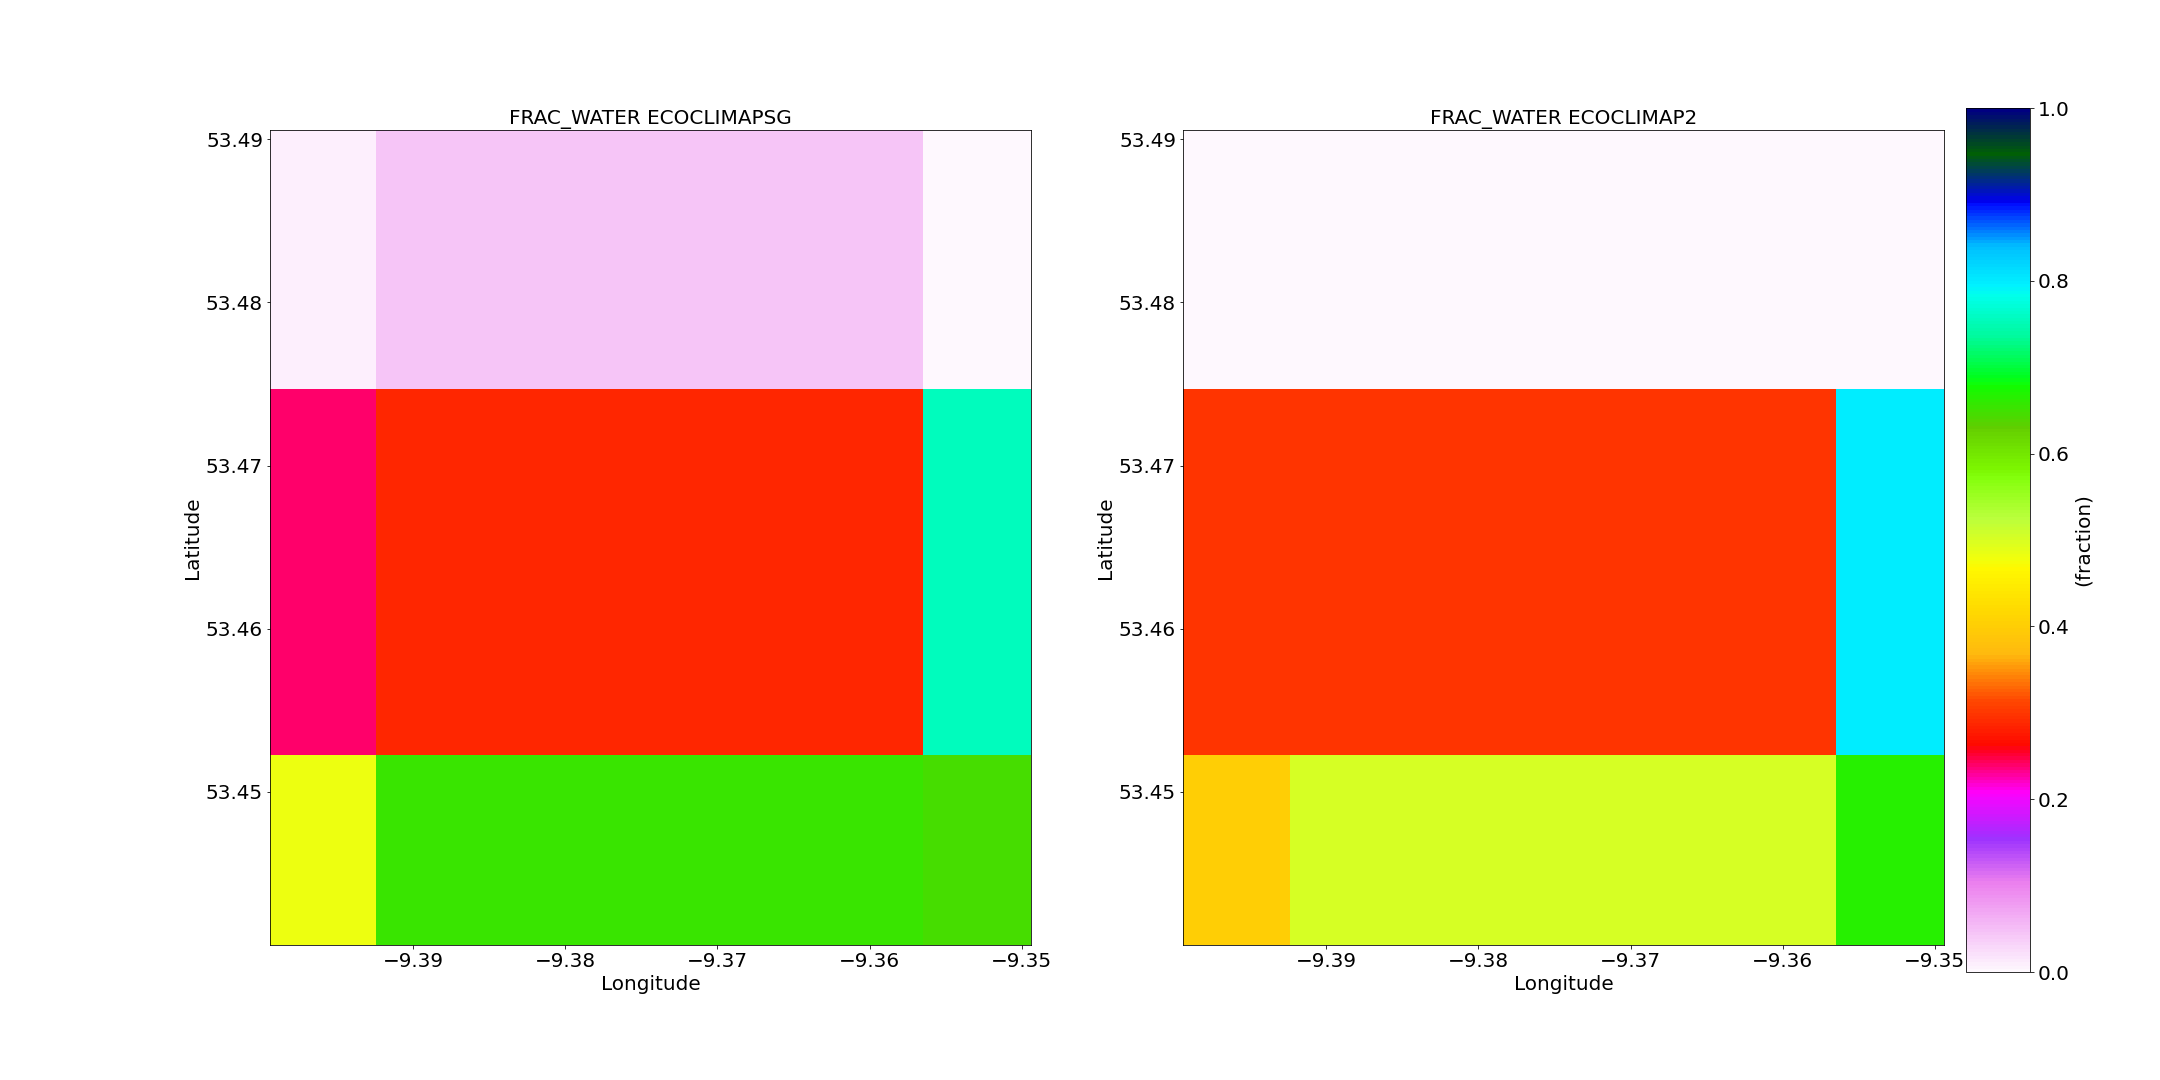 FRAC_WATER ECOCLIMAPSG
53.49
53.48
53.47
53.46
53.45
Latitude
−9.39 −9.38 −9.37 −9.36 −9.35
Longitude
FRAC_WATER ECOCLIMAP2
53.49
53.48
53.47
53.46
53.45
Latitude
−9.39 −9.38 −9.37 −9.36 −9.35
Longitude
1.0
0.8
0.6
0.4
0.2
0.0
(fraction)